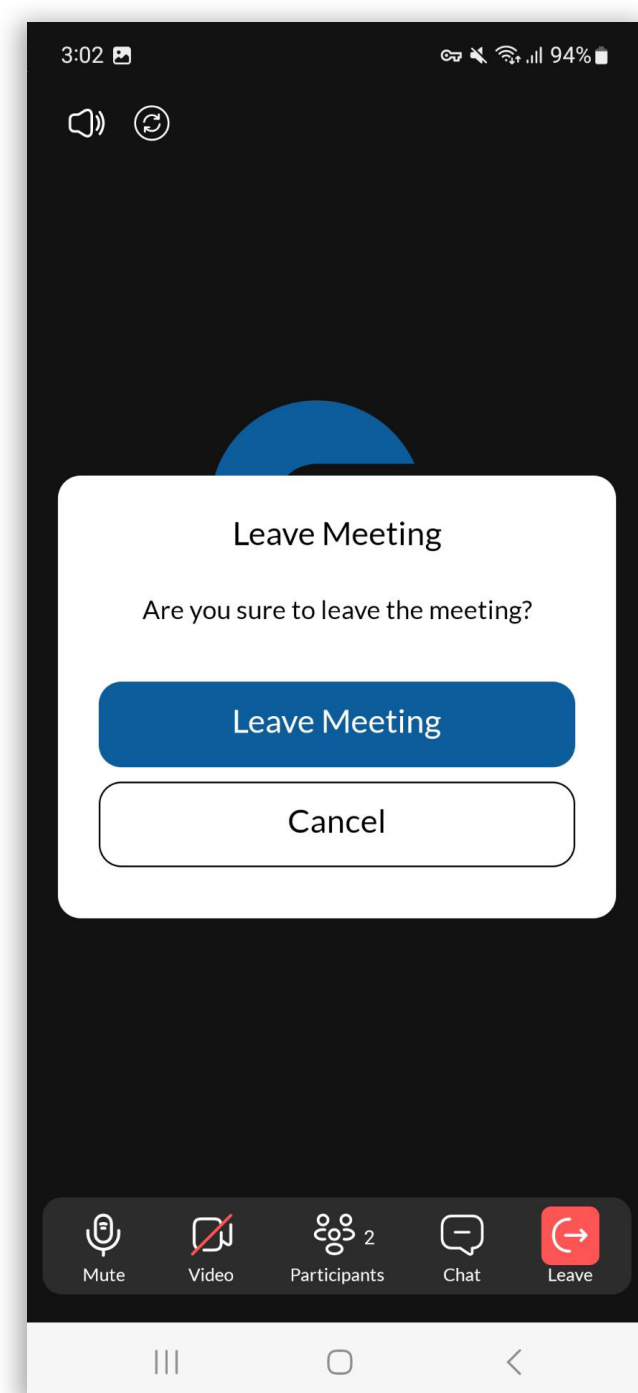 3:02 94%
Leave Meeting
Are you sure to leave the meeting?
Leave Meeting
Cancel
2
Mute Video Participants Chat Leave